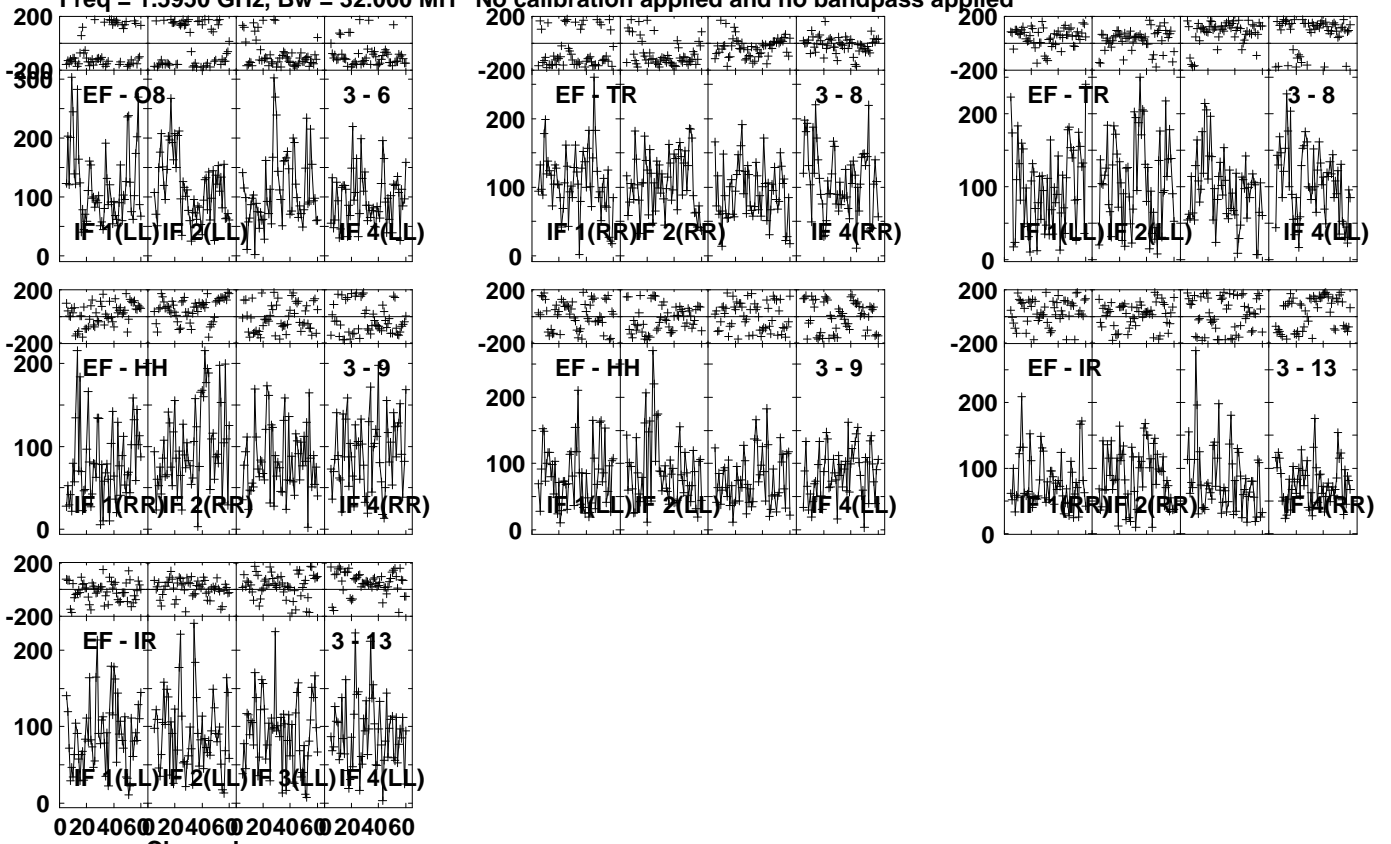 Freq = 1.5950 GHz, Bw = 32.000 MH No calibration applied and no bandpass applied
200
-200
300
200
100
0
EF - O8
3 - 6
IF 1(LL)
IF 2(LL)
IF 4(LL)
200
-200
200
100
0
EF - TR
3 - 8
IF 1(RR)
IF 2(RR)
IF 4(RR)
200
-200
200
100
0
EF - TR
3 - 8
IF 1(LL)
IF 2(LL)
IF 4(LL)
200
-200
200
100
0
EF - HH
3 - 9
IF 1(RR)
IF 2(RR)
IF 4(RR)
200
-200
200
100
0
EF - HH
3 - 9
IF 1(LL)
IF 2(LL)
IF 4(LL)
200
-200
200
100
0
EF - IR
3 - 13
IF 1(RR)
IF 2(RR)
IF 4(RR)
200
-200
200
100
0
EF - IR
3 - 13
IF 1(LL)
IF 2(LL)
IF 3(LL)
IF 4(LL)
0 20 40 60 0 20 40 60 0 20 40 60 0 20 40 60